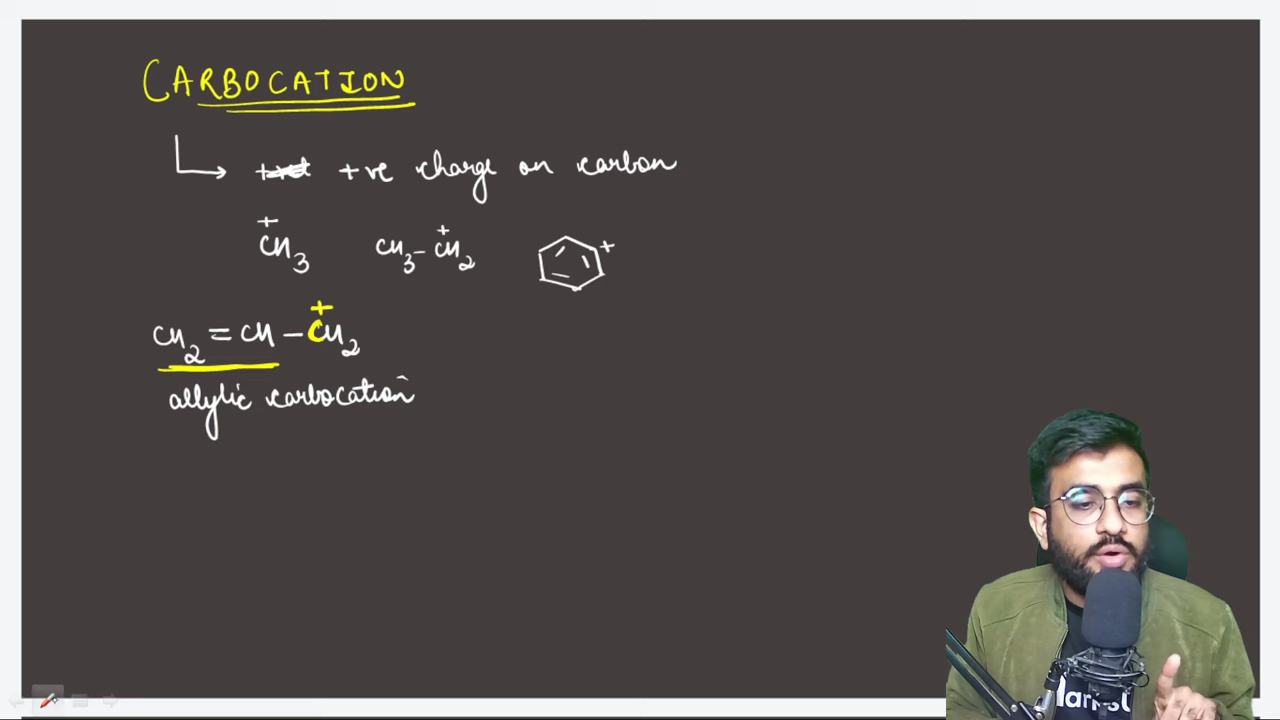 CARBOCATION
+ve charge on carbon
+
CH3 CH3-CH2+ +
CH2=CH-CH2+
allylic carbocation